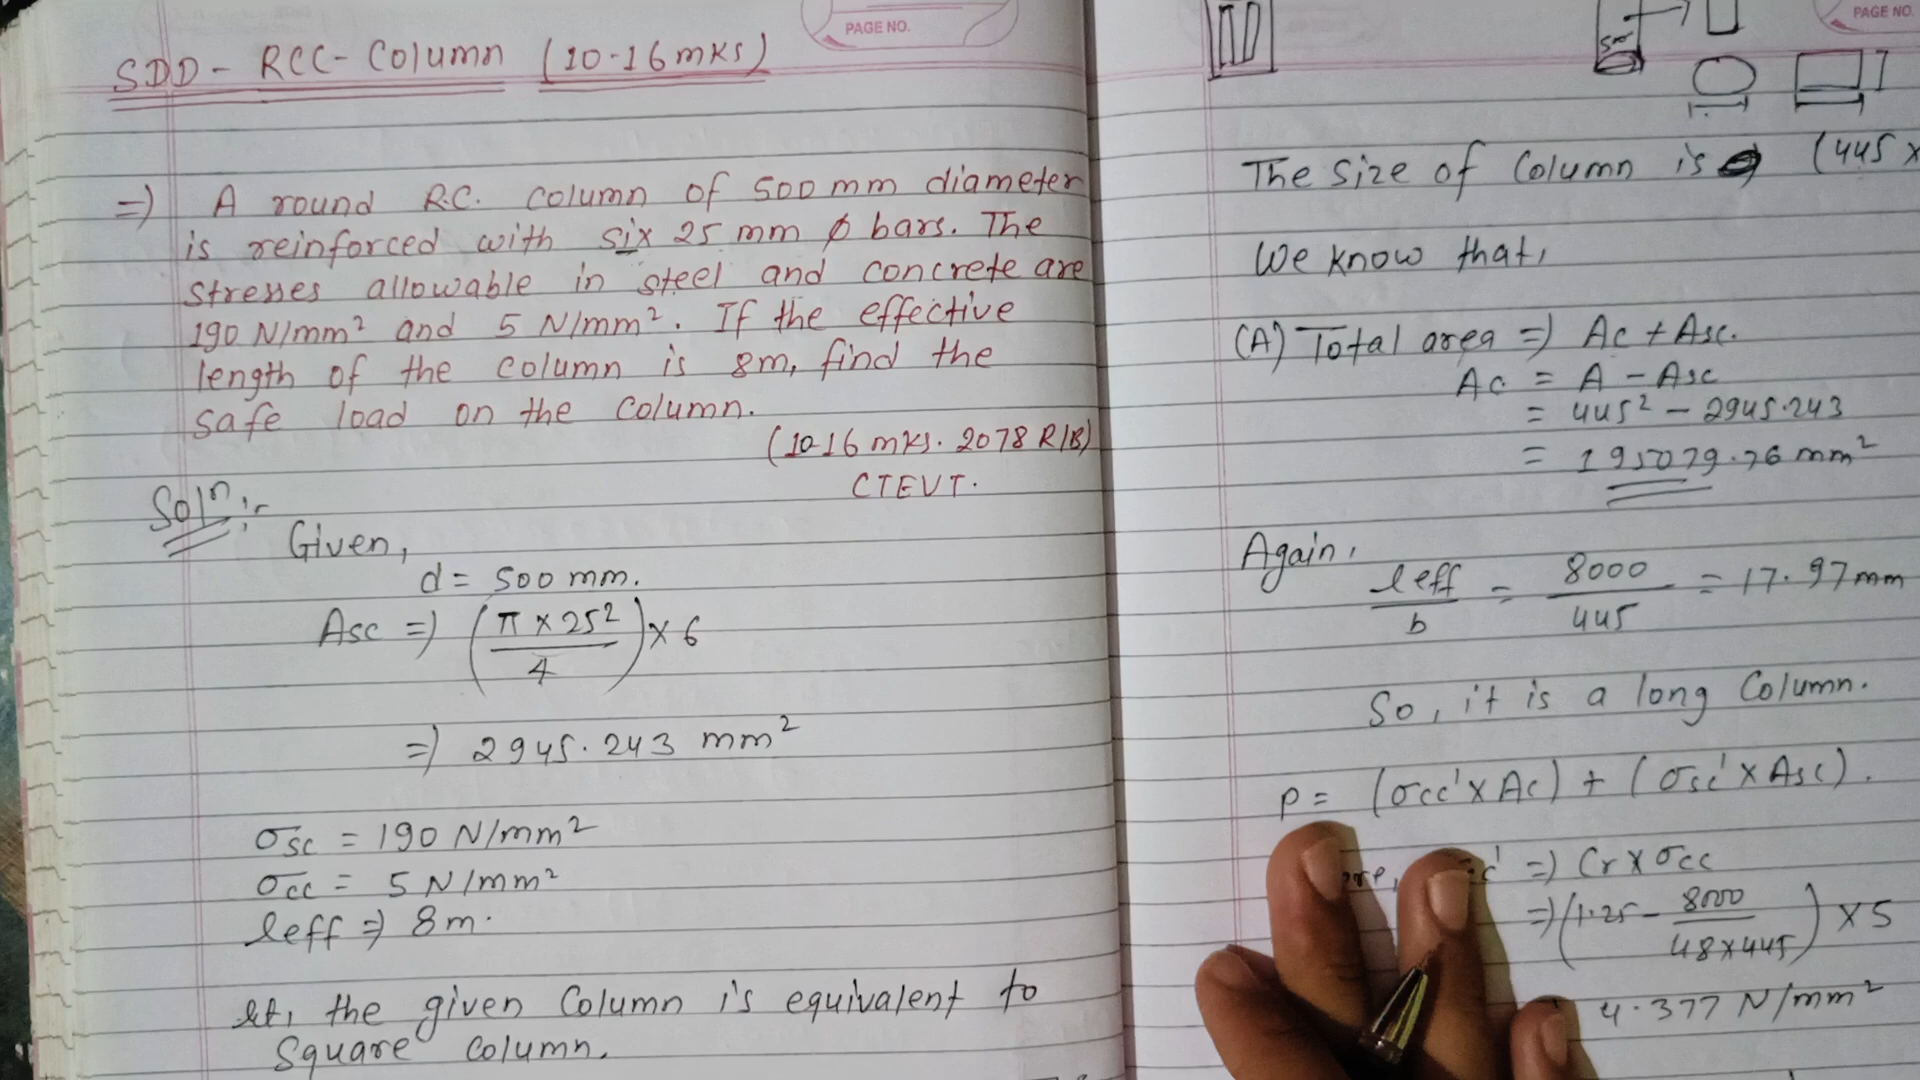 PAGE NO.
SDD - RCC - Column (10-16 mks)
=) A round R.C. column of 500 mm diameter
is reinforced with six 25 mm ϕ bars. The
stresses allowable in steel and concrete are
190 N/mm² and 5 N/mm². If the effective
length of the column is 8m, find the
safe load on the column.
(10-16 mks. 2078 R/B)
CTEVT.
Soln:-
Given,
d = 500 mm.
Asc => (π × 25² / 4) × 6
=) 2945.243 mm²
σsc = 190 N/mm²
σcc = 5 N/mm²
leff => 8m.
let, the given Column is equivalent to
Square column.
PAGE NO.
The size of Column is (445 x
We know that,
(A) Total area => Ac + Asc.
Ac = A - Asc
= 445² - 2945.243
= 195079.76 mm²
Again,
leff / b = 8000 / 445 = 17.97mm
So, it is a long Column.
P = (σcc' × Ac) + (σsc' × Asc).
=) Cr × σcc
=> (1.25 - 8000 / 48×445) × 5
4.377 N/mm²